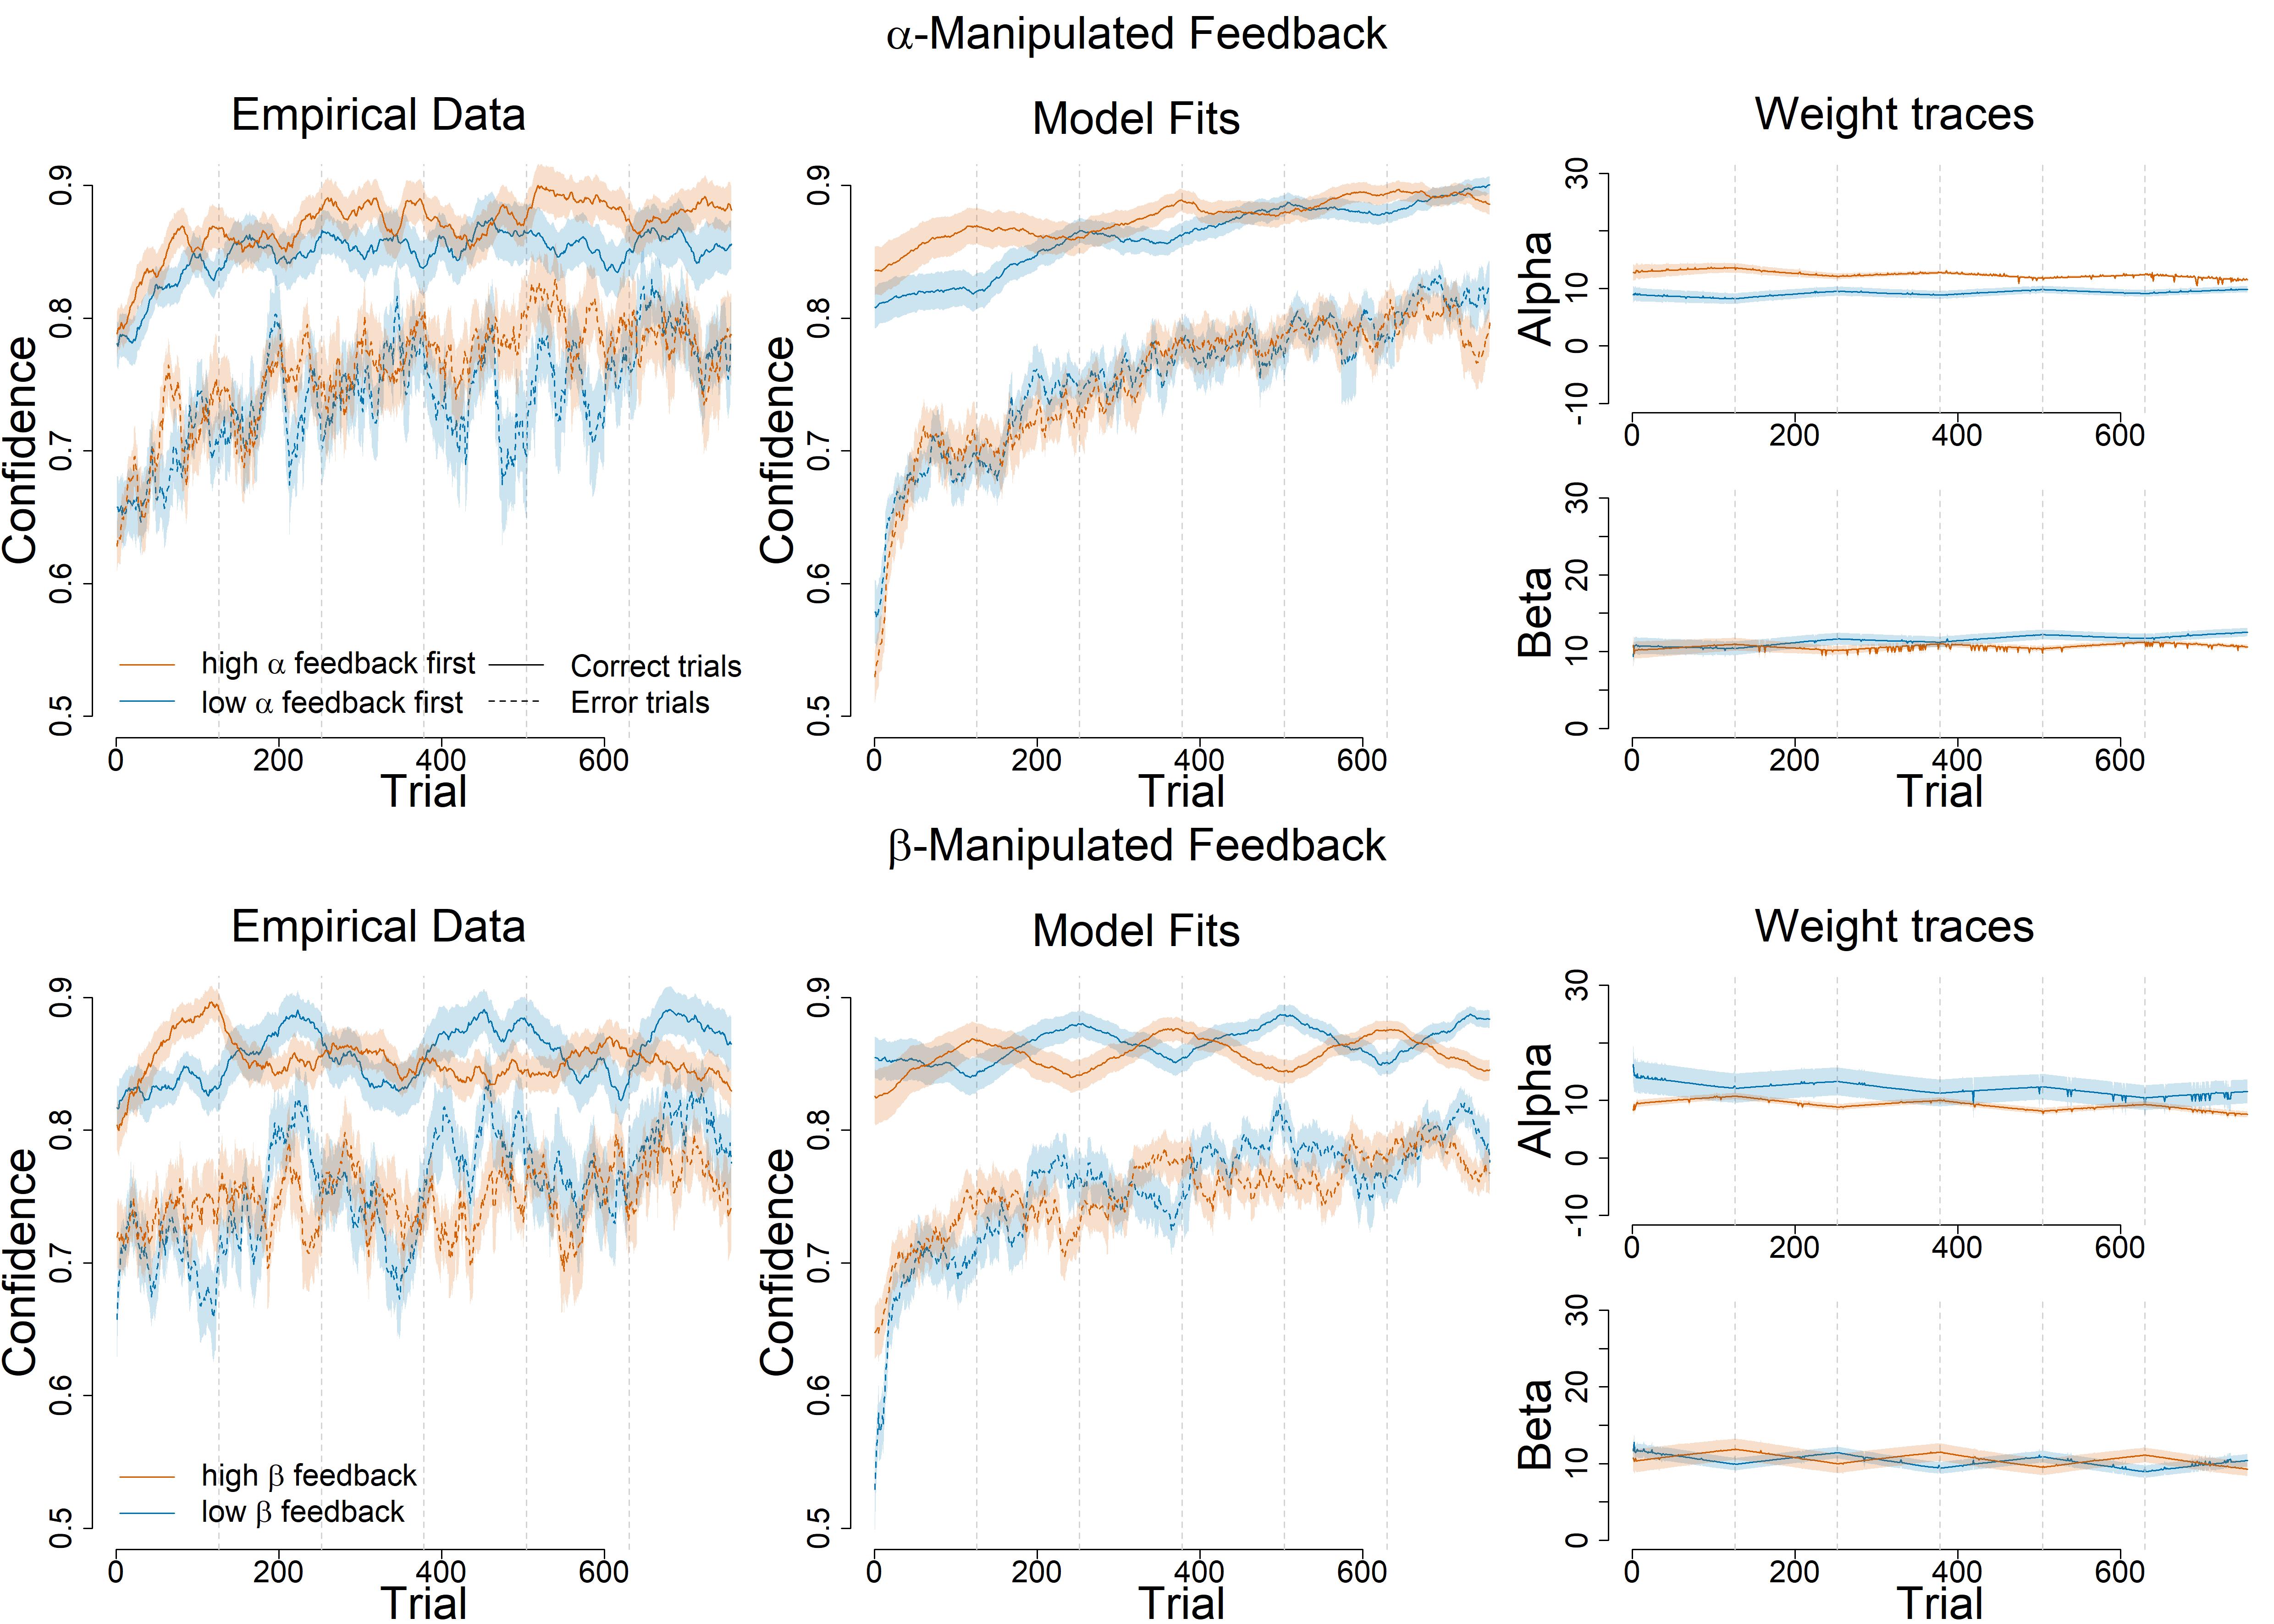 α-Manipulated Feedback
Empirical Data
Model Fits
Weight traces
Confidence
0.5 0.6 0.7 0.8 0.9
high α feedback first
Correct trials
low α feedback first
Error trials
0 200 400 600
Trial
Confidence
0.5 0.6 0.7 0.8 0.9
0 200 400 600
Trial
Alpha
-10 0 10 30
0 200 400 600
Beta
0 10 20 30
0 200 400 600
Trial
β-Manipulated Feedback
Empirical Data
Model Fits
Weight traces
Confidence
0.5 0.6 0.7 0.8 0.9
high β feedback
low β feedback
0 200 400 600
Trial
Confidence
0.5 0.6 0.7 0.8 0.9
0 200 400 600
Trial
Alpha
-10 0 10 30
0 200 400 600
Beta
0 10 20 30
0 200 400 600
Trial